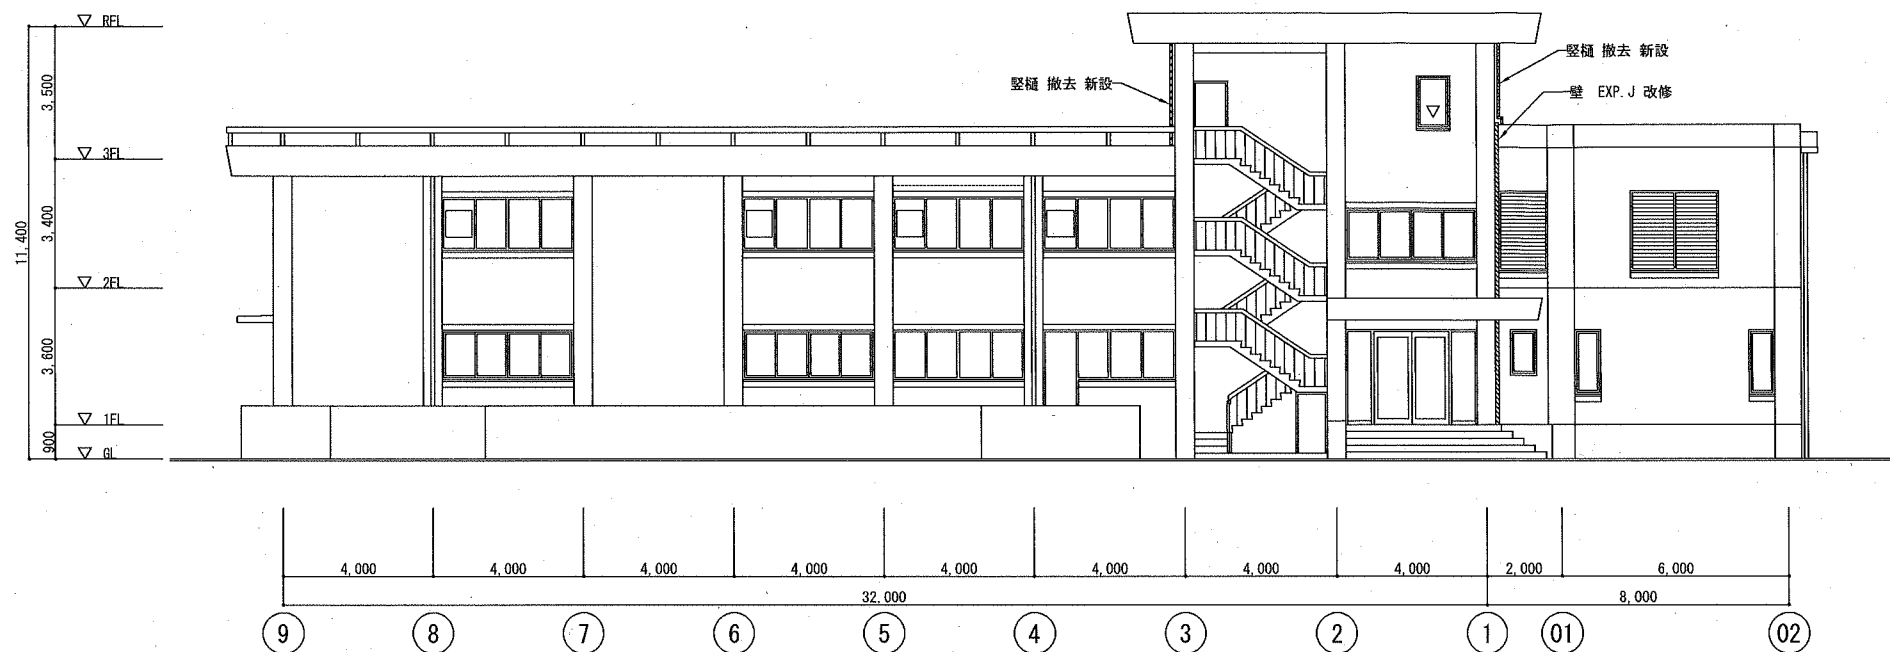 ▽ RFL
竪樋 撤去 新設
竪樋 撤去 新設
壁 EXP.J 改修
3,500
▽ 3FL
3,400
11,400
▽ 2FL
3,600
▽ 1FL
900
▽ GL
4,000 4,000 4,000 4,000 4,000 4,000 4,000 4,000 2,000 6,000
32,000 8,000
9 8 7 6 5 4 3 2 1 01 02